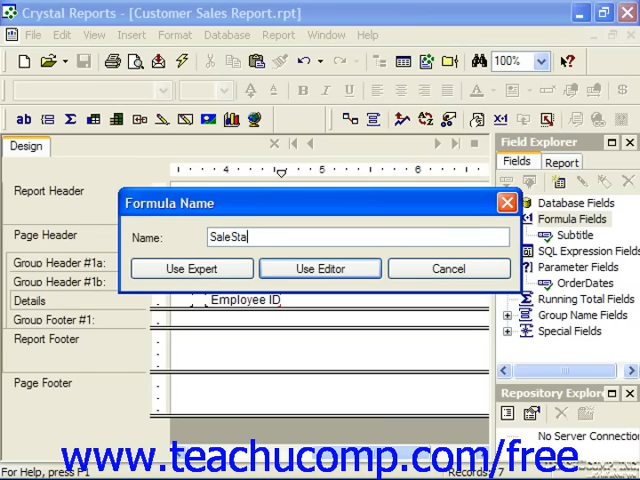 Crystal Reports - [Customer Sales Report.rpt]
File Edit View Insert Format Database Report Window Help
100%
Design
Field Explorer
Fields Report
4 5 6
Report Header
Page Header
Group Header #1a:
Group Header #1b:
Details
Group Footer #1:
Report Footer
Page Footer
Formula Name
Name: SaleSta
Use Expert Use Editor Cancel
Employee ID
Database Fields
Formula Fields
Subtitle
SQL Expression Fields
Parameter Fields
OrderDates
Running Total Fields
Group Name Fields
Special Fields
Repository Explorer
No Server Connection
For Help, press F1
Records: 7
www.teachucomp.com/free